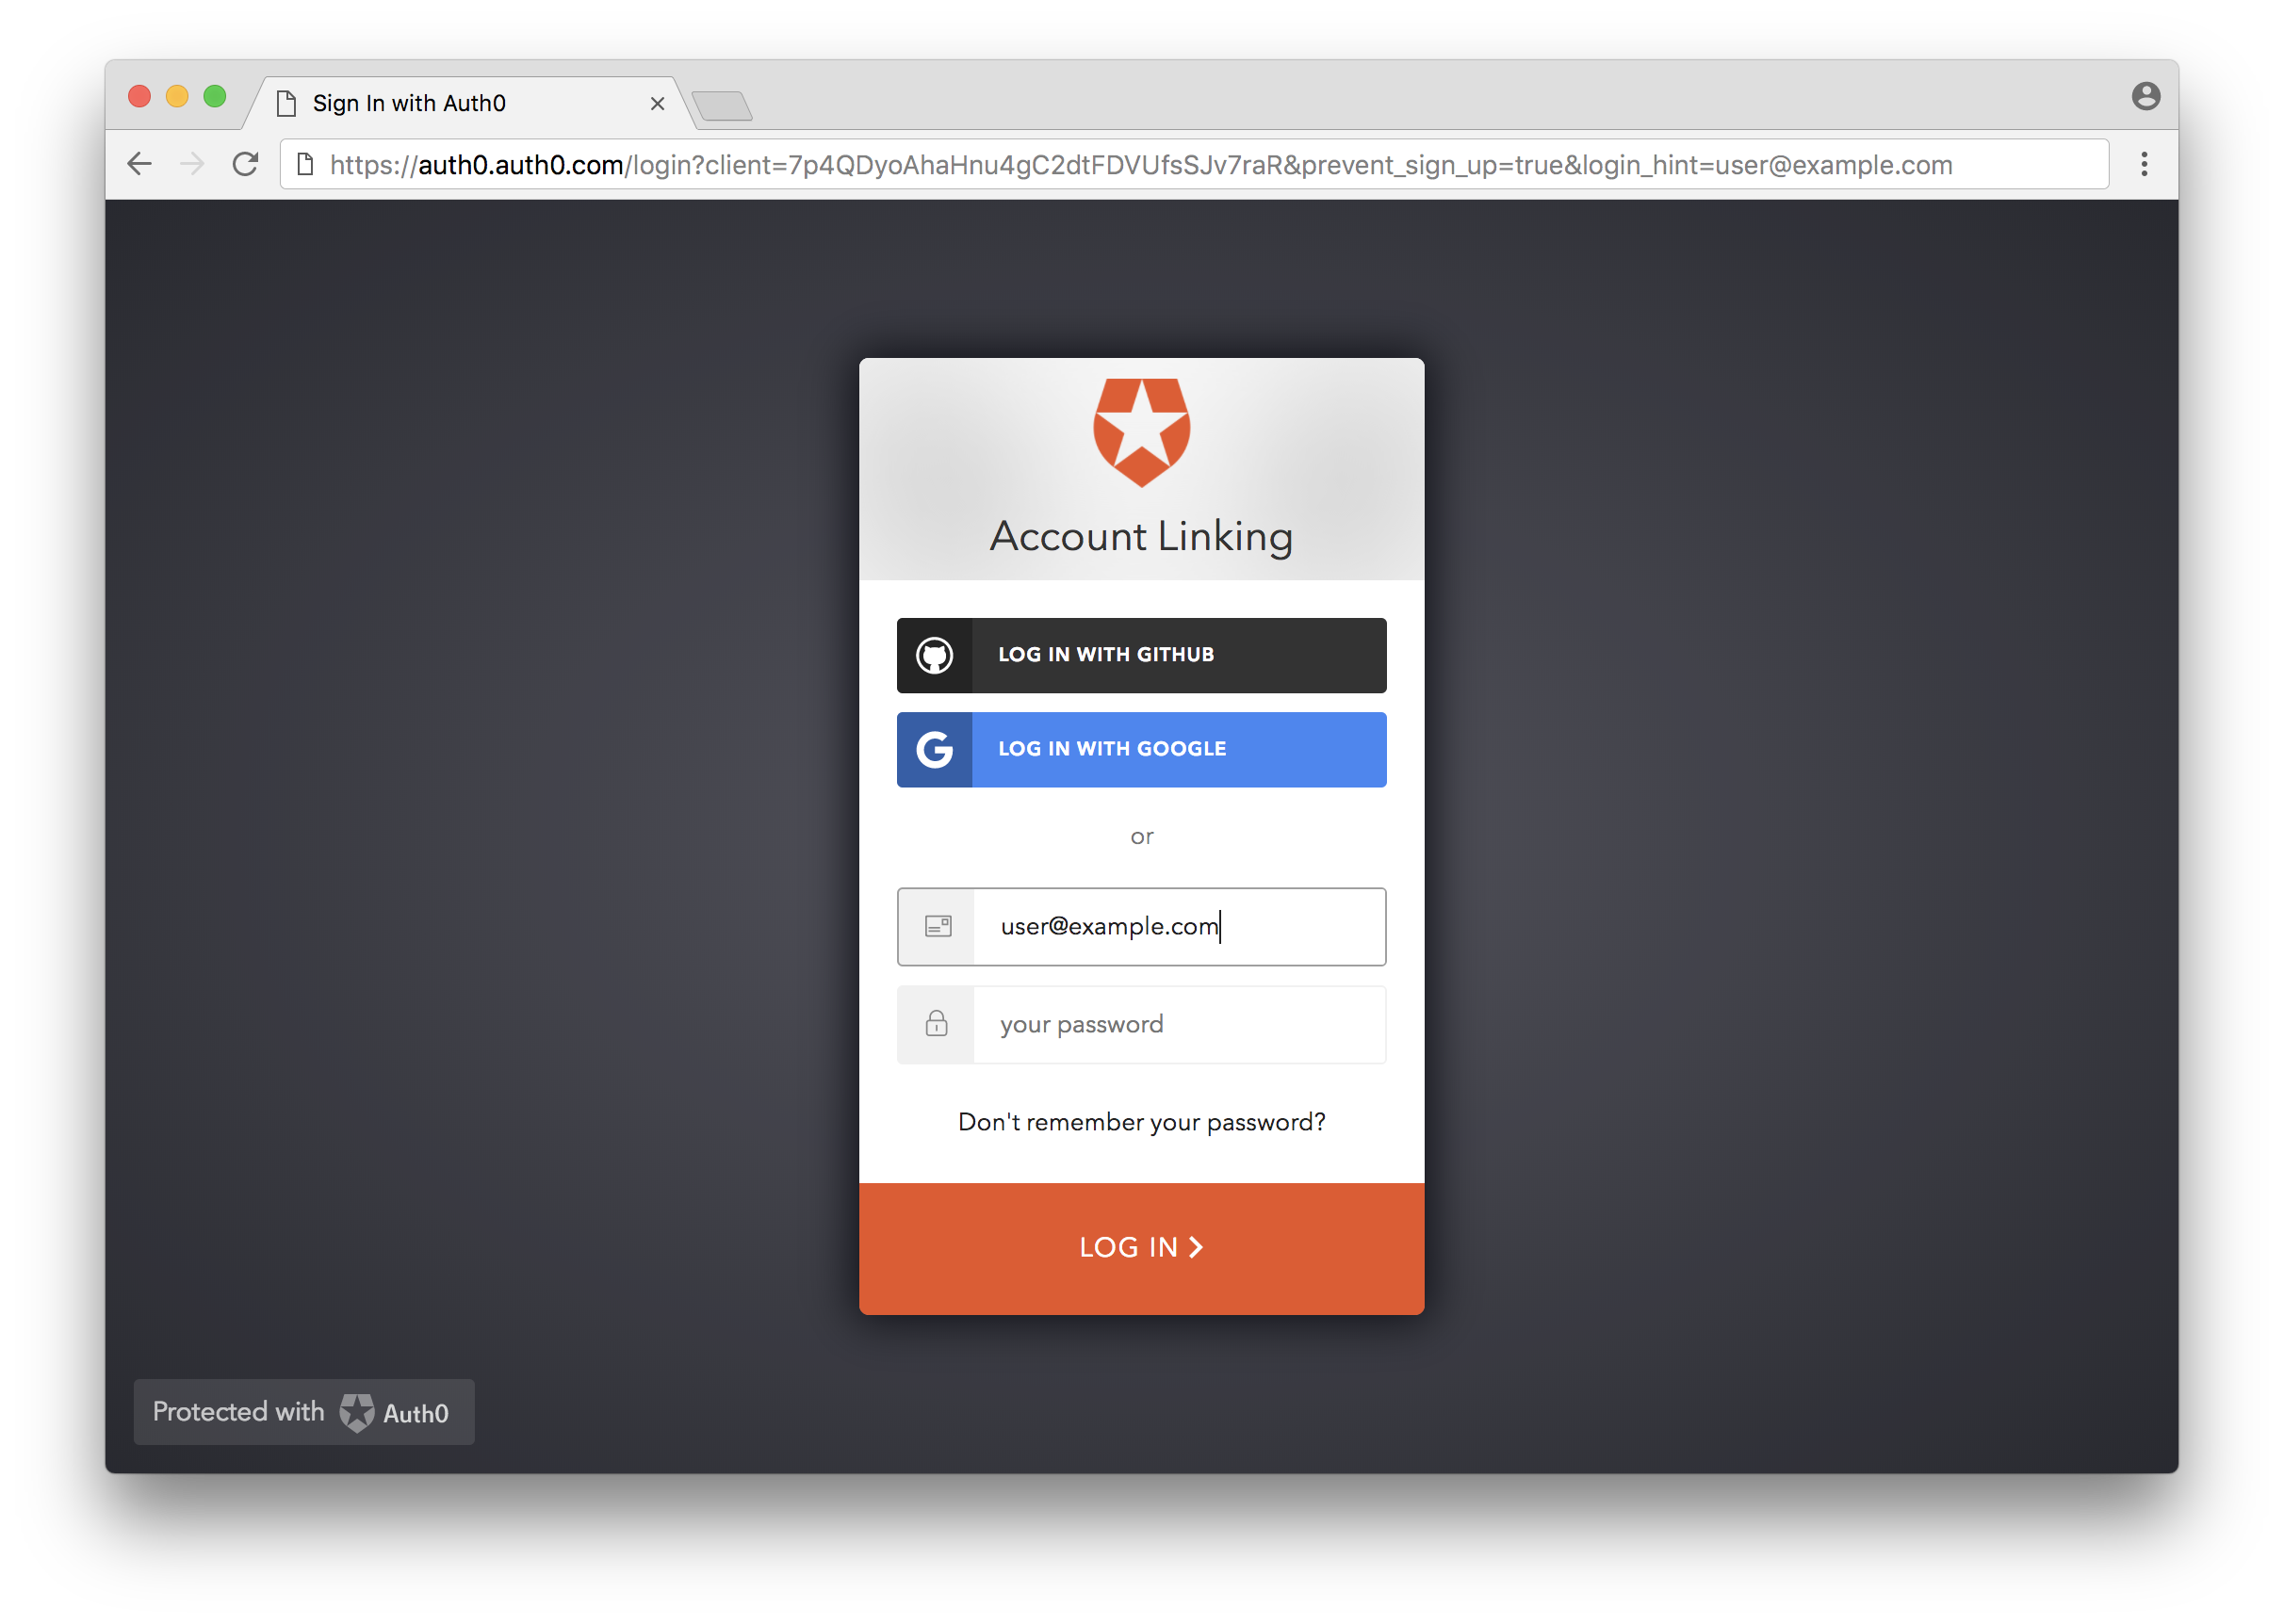 Sign In with Auth0
https://auth0.auth0.com/login?client=7p4QDyoAhaHnu4gC2dtFDVUfsSJv7raR&prevent_sign_up=true&login_hint=user@example.com
Account Linking
LOG IN WITH GITHUB
LOG IN WITH GOOGLE
or
user@example.com
your password
Don't remember your password?
LOG IN
Protected with Auth0